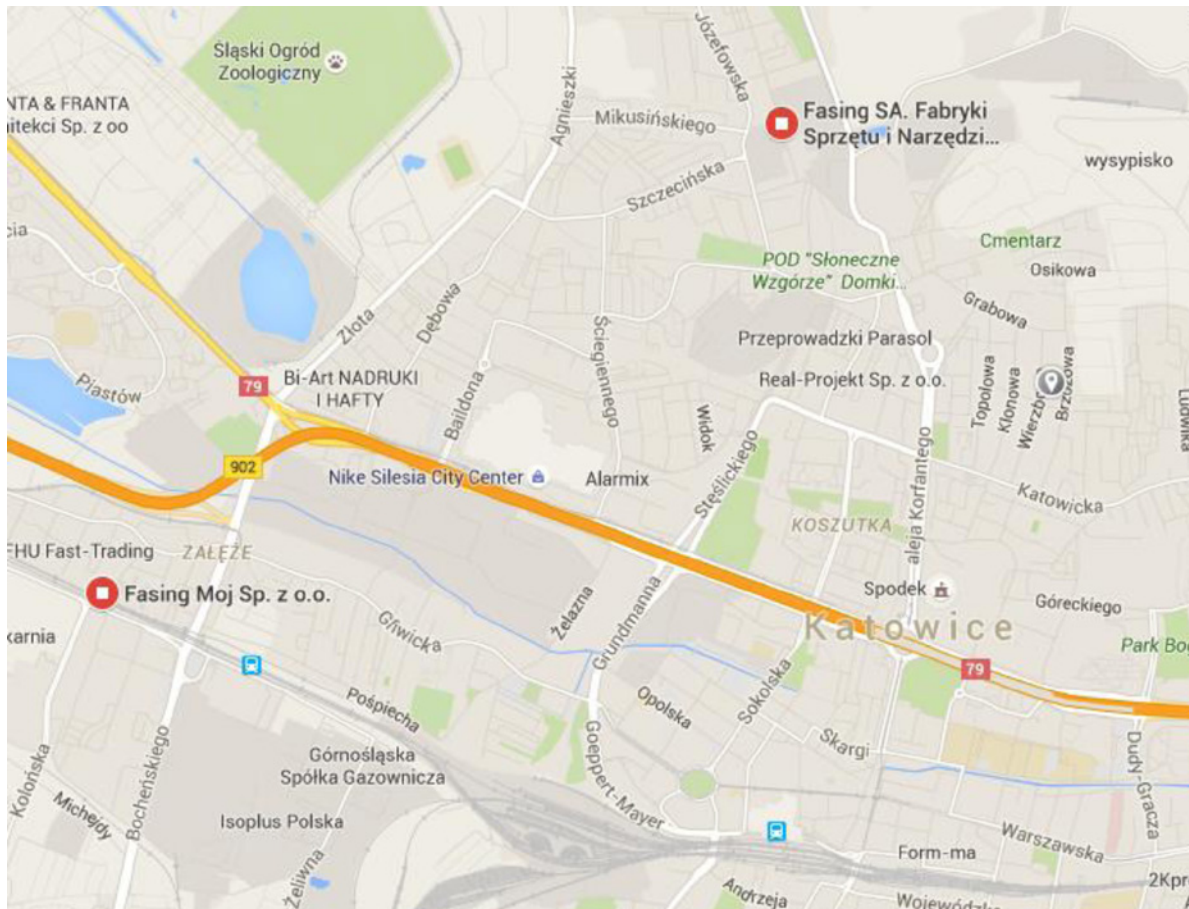 Śląski Ogród
Zoologiczny
NTA & FRANTA
hitekci Sp. z oo
Agnieszki
Józefowska
Mikusińskiego
Fasing SA. Fabryki
Sprzętu i Narzędzi...
wysypisko
Szczecińska
cia
POD "Słoneczne
Wzgórze" Domki...
Cmentarz
Osikowa
Grabowa
Złota
Dębowa
Ściegiennego
Przeprowadzki Parasol
Real-Projekt Sp. z o.o.
Piastów
79
Bi-Art NADRUKI
I HAFTY
Baildona
Widok
Topolowa
Klonowa
Brzozowa
Ludwika
902
Nike Silesia City Center
Alarmix
Stęślickiego
aleja Korfantego
Katowicka
KOSZUTKA
FHU Fast-Trading
ZAŁĘŻE
Fasing Moj Sp. z o.o.
Żelazna
Spodek
Góreckiego
Katowice
karnia
Gliwicka
Grundmanna
Park Bog
79
Pośpiecha
Opolska
Sokolska
Skargi
Górnośląska
Spółka Gazownicza
Goeppert-Mayer
Dudy-Gracza
Kolońska
Bocheńskiego
Michejdy
Isoplus Polska
Żeliwna
Warszawska
Form-ma
Andrzeja
Wojewódzka
2Kpr